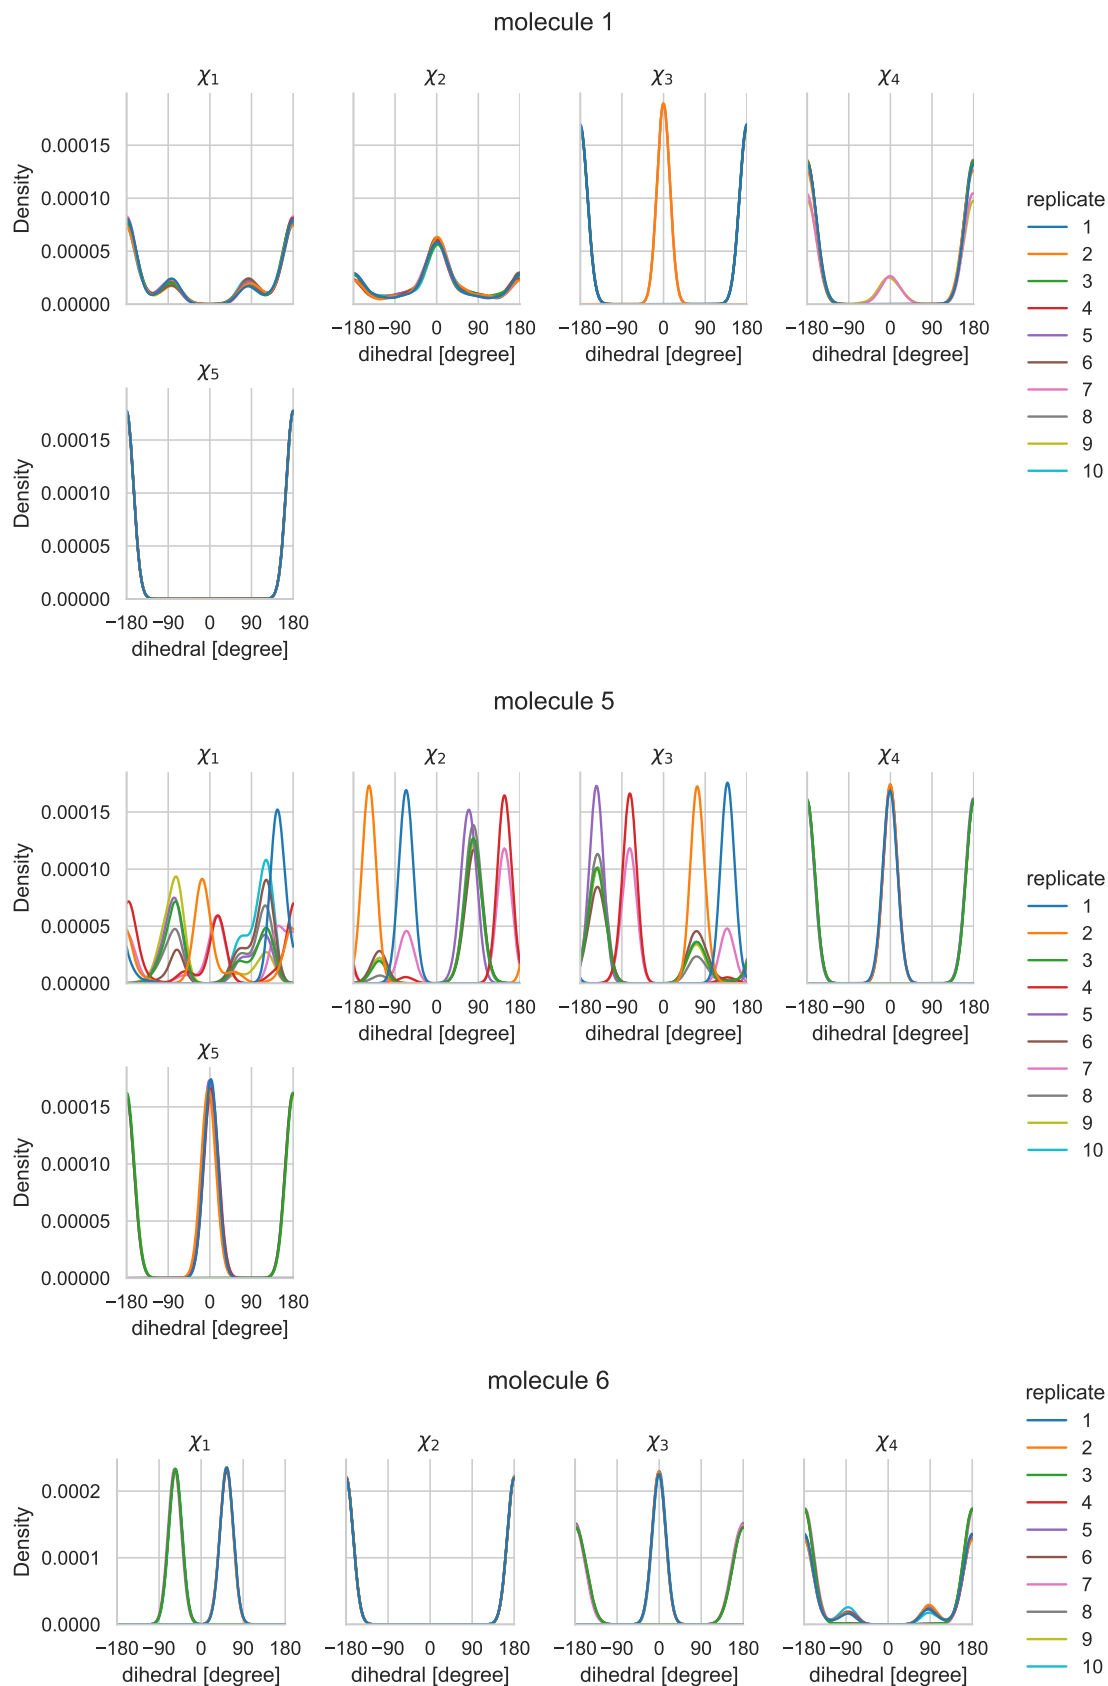 molecule 1
χ1 χ2 χ3 χ4
0.00015
0.00010
0.00005
0.00000
Density
−180 −90 0 90 180 −180 −90 0 90 180 −180 −90 0 90 180
dihedral [degree] dihedral [degree] dihedral [degree]
replicate
1
2
3
4
5
6
7
8
9
10
χ5
0.00015
0.00010
0.00005
0.00000
Density
−180 −90 0 90 180
dihedral [degree]
molecule 5
χ1 χ2 χ3 χ4
0.00015
0.00010
0.00005
0.00000
Density
−180 −90 0 90 180 −180 −90 0 90 180 −180 −90 0 90 180
dihedral [degree] dihedral [degree] dihedral [degree]
replicate
1
2
3
4
5
6
7
8
9
10
χ5
0.00015
0.00010
0.00005
0.00000
Density
−180 −90 0 90 180
dihedral [degree]
molecule 6
χ1 χ2 χ3 χ4
0.0002
0.0001
0.0000
Density
−180 −90 0 90 180 −180 −90 0 90 180 −180 −90 0 90 180 −180 −90 0 90 180
dihedral [degree] dihedral [degree] dihedral [degree] dihedral [degree]
replicate
1
2
3
4
5
6
7
8
9
10